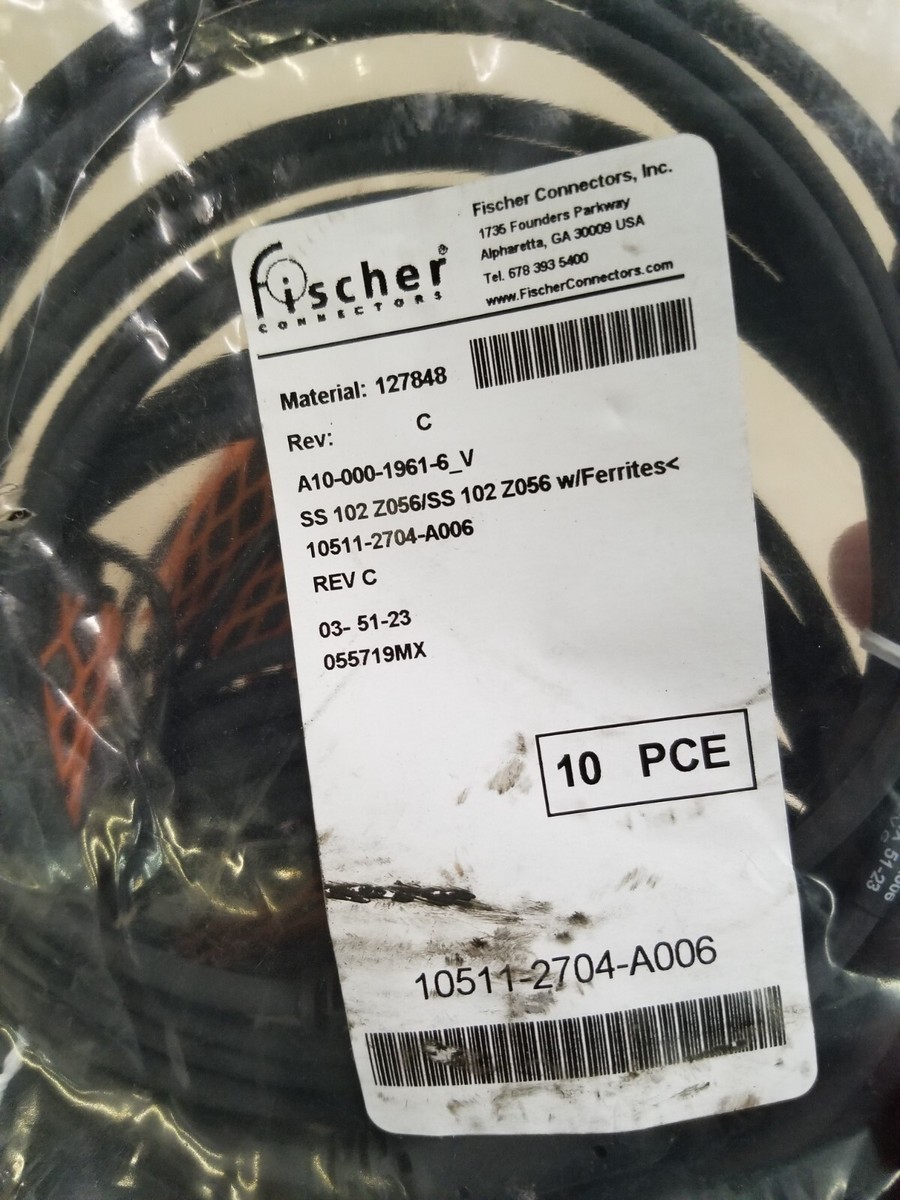 Fischer®
CONNECTORS
Fischer Connectors, Inc.
1735 Founders Parkway
Alpharetta, GA 30009 USA
Tel. 678 393 5400
www.FischerConnectors.com
Material: 127848
Rev: C
A10-000-1961-6_V
SS 102 Z056/SS 102 Z056 w/Ferrites<
10511-2704-A006
REV C
03- 51-23
055719MX
10 PCE
10511-2704-A006
51-23